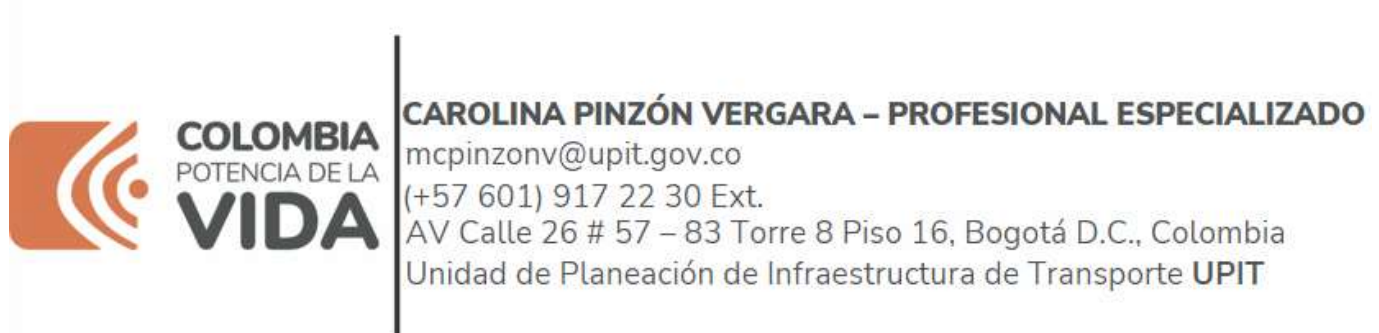 COLOMBIA
POTENCIA DE LA
VIDA
CAROLINA PINZÓN VERGARA – PROFESIONAL ESPECIALIZADO
mcpinzonv@upit.gov.co
(+57 601) 917 22 30 Ext.
AV Calle 26 # 57 – 83 Torre 8 Piso 16, Bogotá D.C., Colombia
Unidad de Planeación de Infraestructura de Transporte UPIT